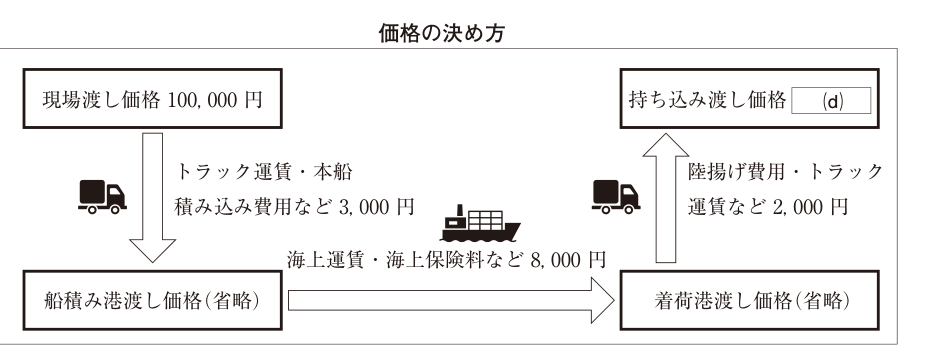 価格の決め方
現場渡し価格 100,000 円
トラック運賃・本船
積み込み費用など 3,000 円
船積み港渡し価格(省略)
海上運賃・海上保険料など 8,000 円
着荷港渡し価格(省略)
陸揚げ費用・トラック
運賃など 2,000 円
持ち込み渡し価格 (d)